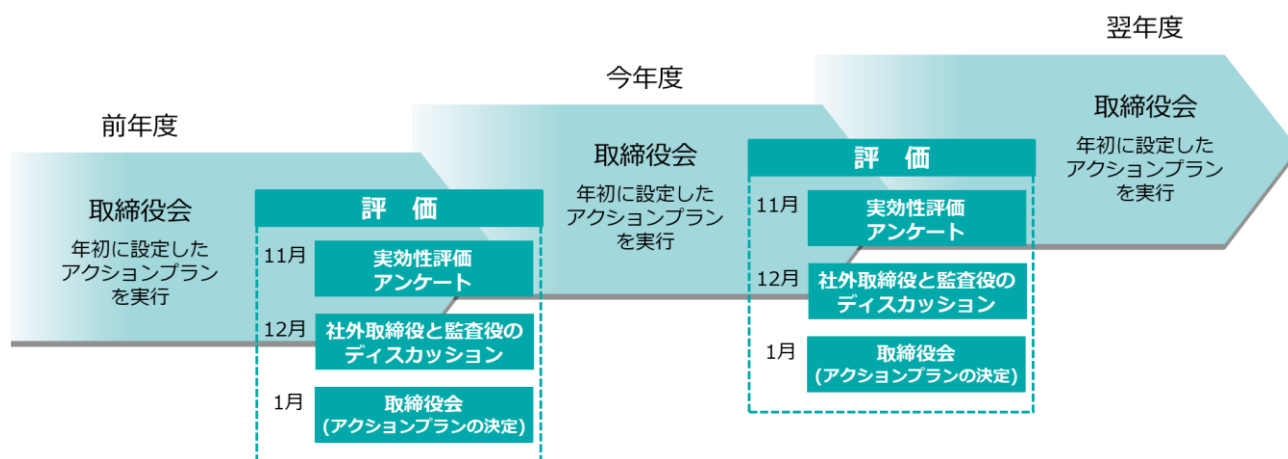 前年度
取締役会
年初に設定した
アクションプラン
を実行
評　価
11月
実効性評価
アンケート
12月
社外取締役と監査役の
ディスカッション
1月
取締役会
(アクションプランの決定)
今年度
取締役会
年初に設定した
アクションプラン
を実行
評　価
11月
実効性評価
アンケート
12月
社外取締役と監査役の
ディスカッション
1月
取締役会
(アクションプランの決定)
翌年度
取締役会
年初に設定した
アクションプラン
を実行